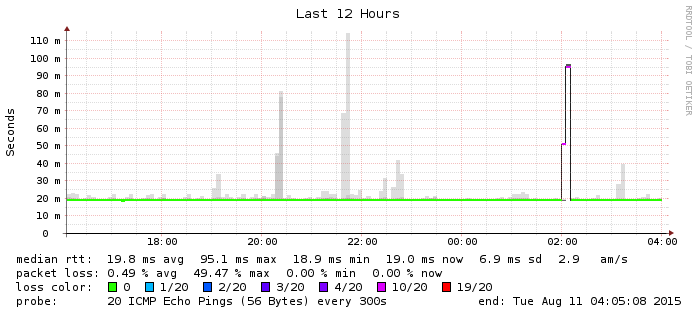 Last 12 Hours
RRDTOOL / TOBI OETIKER
Seconds
110 m
100 m
90 m
80 m
70 m
60 m
50 m
40 m
30 m
20 m
10 m
0
18:00 20:00 22:00 00:00 02:00 04:00
median rtt: 19.8 ms avg 95.1 ms max 18.9 ms min 19.0 ms now 6.9 ms sd 2.9 am/s
packet loss: 0.49 % avg 49.47 % max 0.00 % min 0.00 % now
loss color: 0 1/20 2/20 3/20 4/20 10/20 19/20
probe: 20 ICMP Echo Pings (56 Bytes) every 300s end: Tue Aug 11 04:05:08 2015